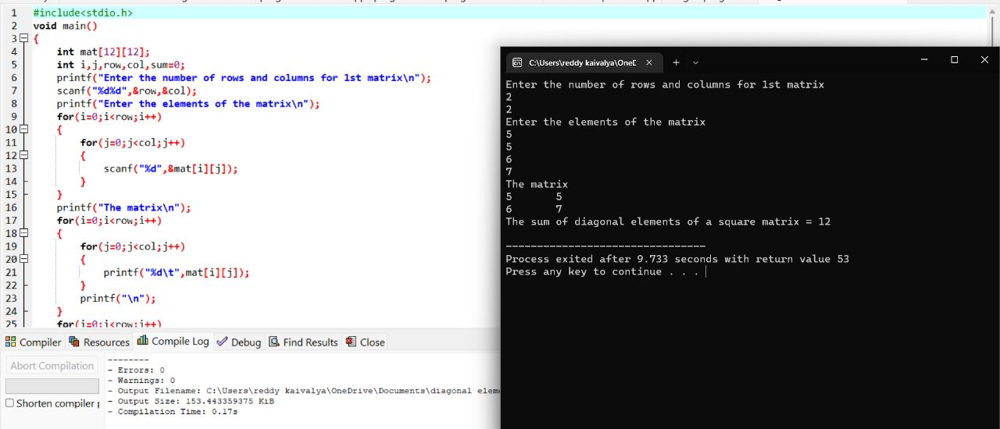 1 #include<stdio.h>
2 void main()
3 {
4 int mat[12][12];
5 int i,j,row,col,sum=0;
6 printf("Enter the number of rows and columns for 1st matrix\n");
7 scanf("%d%d",&row,&col);
8 printf("Enter the elements of the matrix\n");
9 for(i=0;i<row;i++)
10 {
11 for(j=0;j<col;j++)
12 {
13 scanf("%d",&mat[i][j]);
14 }
15 }
16 printf("The matrix\n");
17 for(i=0;i<row;i++)
18 {
19 for(j=0;j<col;j++)
20 {
21 printf("%d\t",mat[i][j]);
22 }
23 printf("\n");
24 }
25 for(i=0;i<row;i++)
C:\Users\reddy kaivalya\OneD
Enter the number of rows and columns for 1st matrix
2
2
Enter the elements of the matrix
5
5
6
7
The matrix
5 5
6 7
The sum of diagonal elements of a square matrix = 12
--------------------------------
Process exited after 9.733 seconds with return value 53
Press any key to continue . . .
Compiler Resources Compile Log Debug Find Results Close
Abort Compilation
Shorten compiler
--------
- Errors: 0
- Warnings: 0
- Output Filename: C:\Users\reddy kaivalya\OneDrive\Documents\diagonal elem
- Output Size: 153.443359375 KiB
- Compilation Time: 0.17s